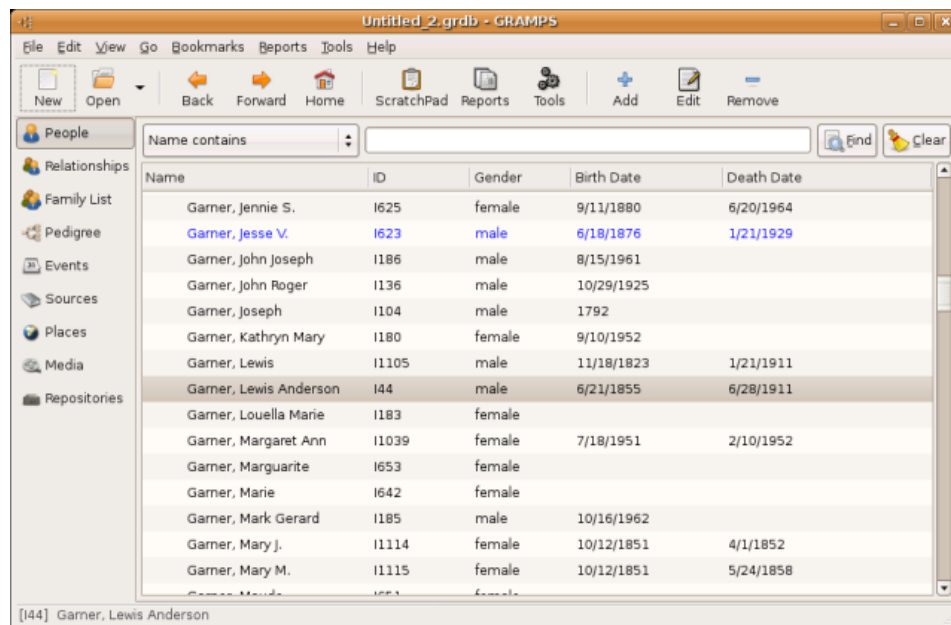 Untitled_2.grdb - GRAMPS
File Edit View Go Bookmarks Reports Tools Help
New Open Back Forward Home ScratchPad Reports Tools Add Edit Remove
People
Relationships
Family List
Pedigree
Events
Sources
Places
Media
Repositories
Name contains Find Clear
Name ID Gender Birth Date Death Date
Garner, Jennie S. I625 female 9/11/1880 6/20/1964
Garner, Jesse V. I623 male 6/18/1876 1/21/1929
Garner, John Joseph I186 male 8/15/1961
Garner, John Roger I136 male 10/29/1925
Garner, Joseph I104 male 1792
Garner, Kathryn Mary I180 female 9/10/1952
Garner, Lewis I1105 male 11/18/1823 1/21/1911
Garner, Lewis Anderson I44 male 6/21/1855 6/28/1911
Garner, Louella Marie I183 female
Garner, Margaret Ann I1039 female 7/18/1951 2/10/1952
Garner, Marguarite I653 female
Garner, Marie I642 female
Garner, Mark Gerard I185 male 10/16/1962
Garner, Mary J. I1114 female 10/12/1851 4/1/1852
Garner, Mary M. I1115 female 10/12/1851 5/24/1858
[I44] Garner, Lewis Anderson